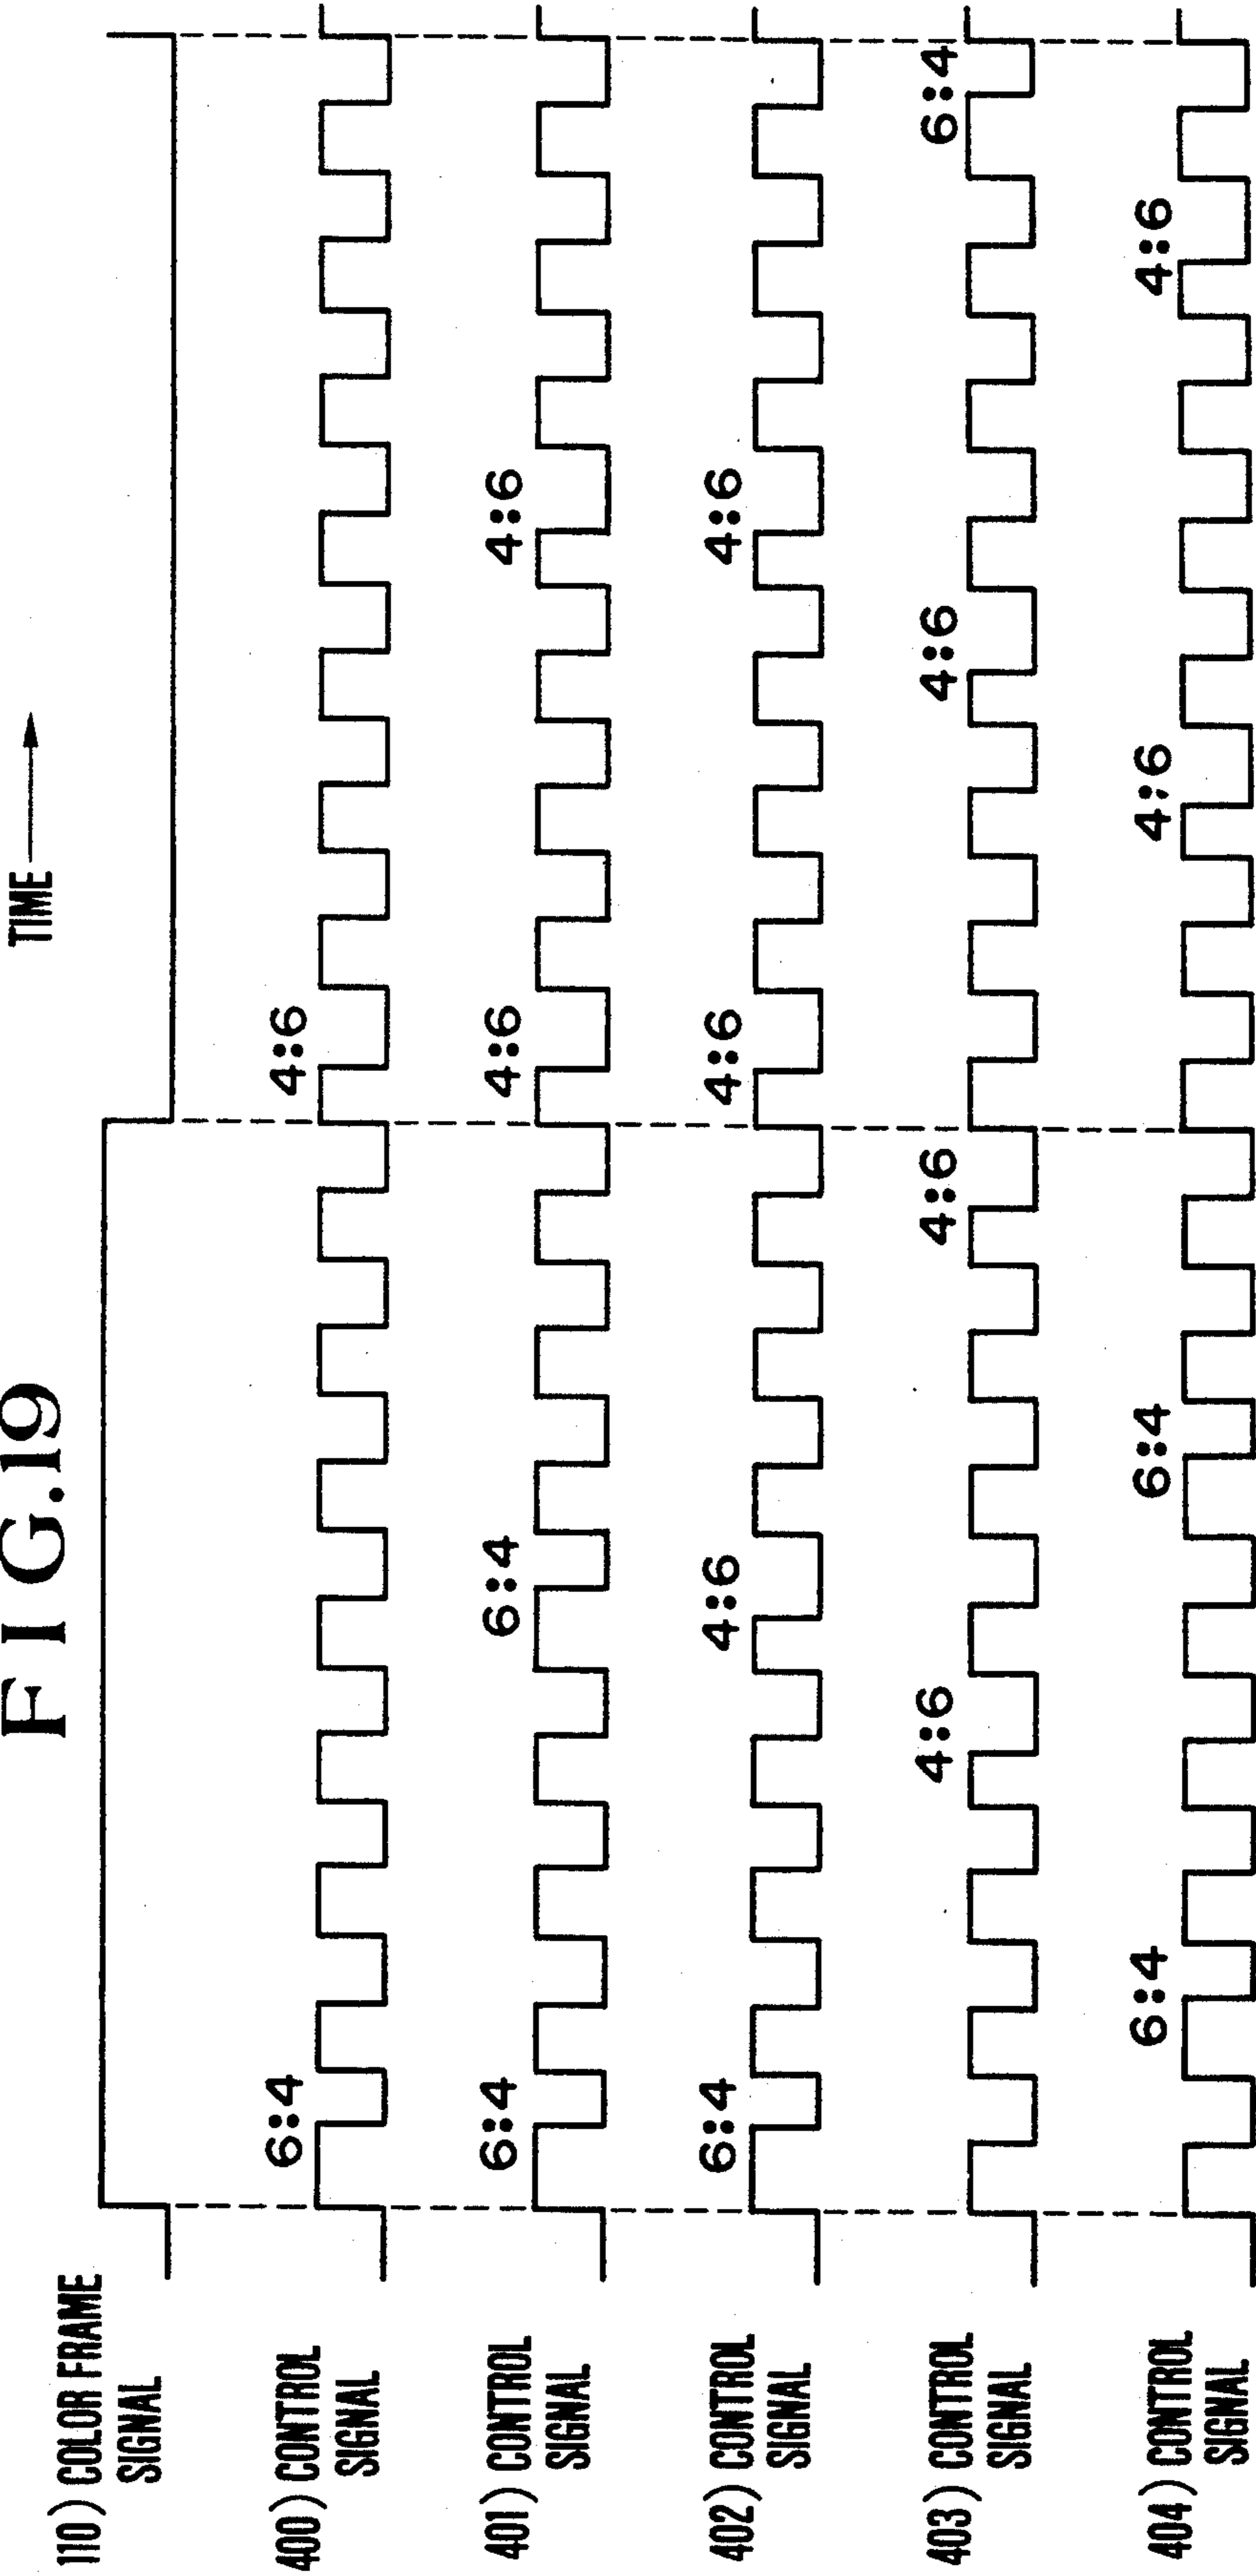 FIG.19
TIME
110) COLOR FRAME
SIGNAL
400) CONTROL
SIGNAL
6:4
4:6
401) CONTROL
SIGNAL
6:4
6:4
4:6
4:6
402) CONTROL
SIGNAL
6:4
4:6
4:6
4:6
403) CONTROL
SIGNAL
4:6
4:6
4:6
6:4
404) CONTROL
SIGNAL
6:4
6:4
4:6
4:6